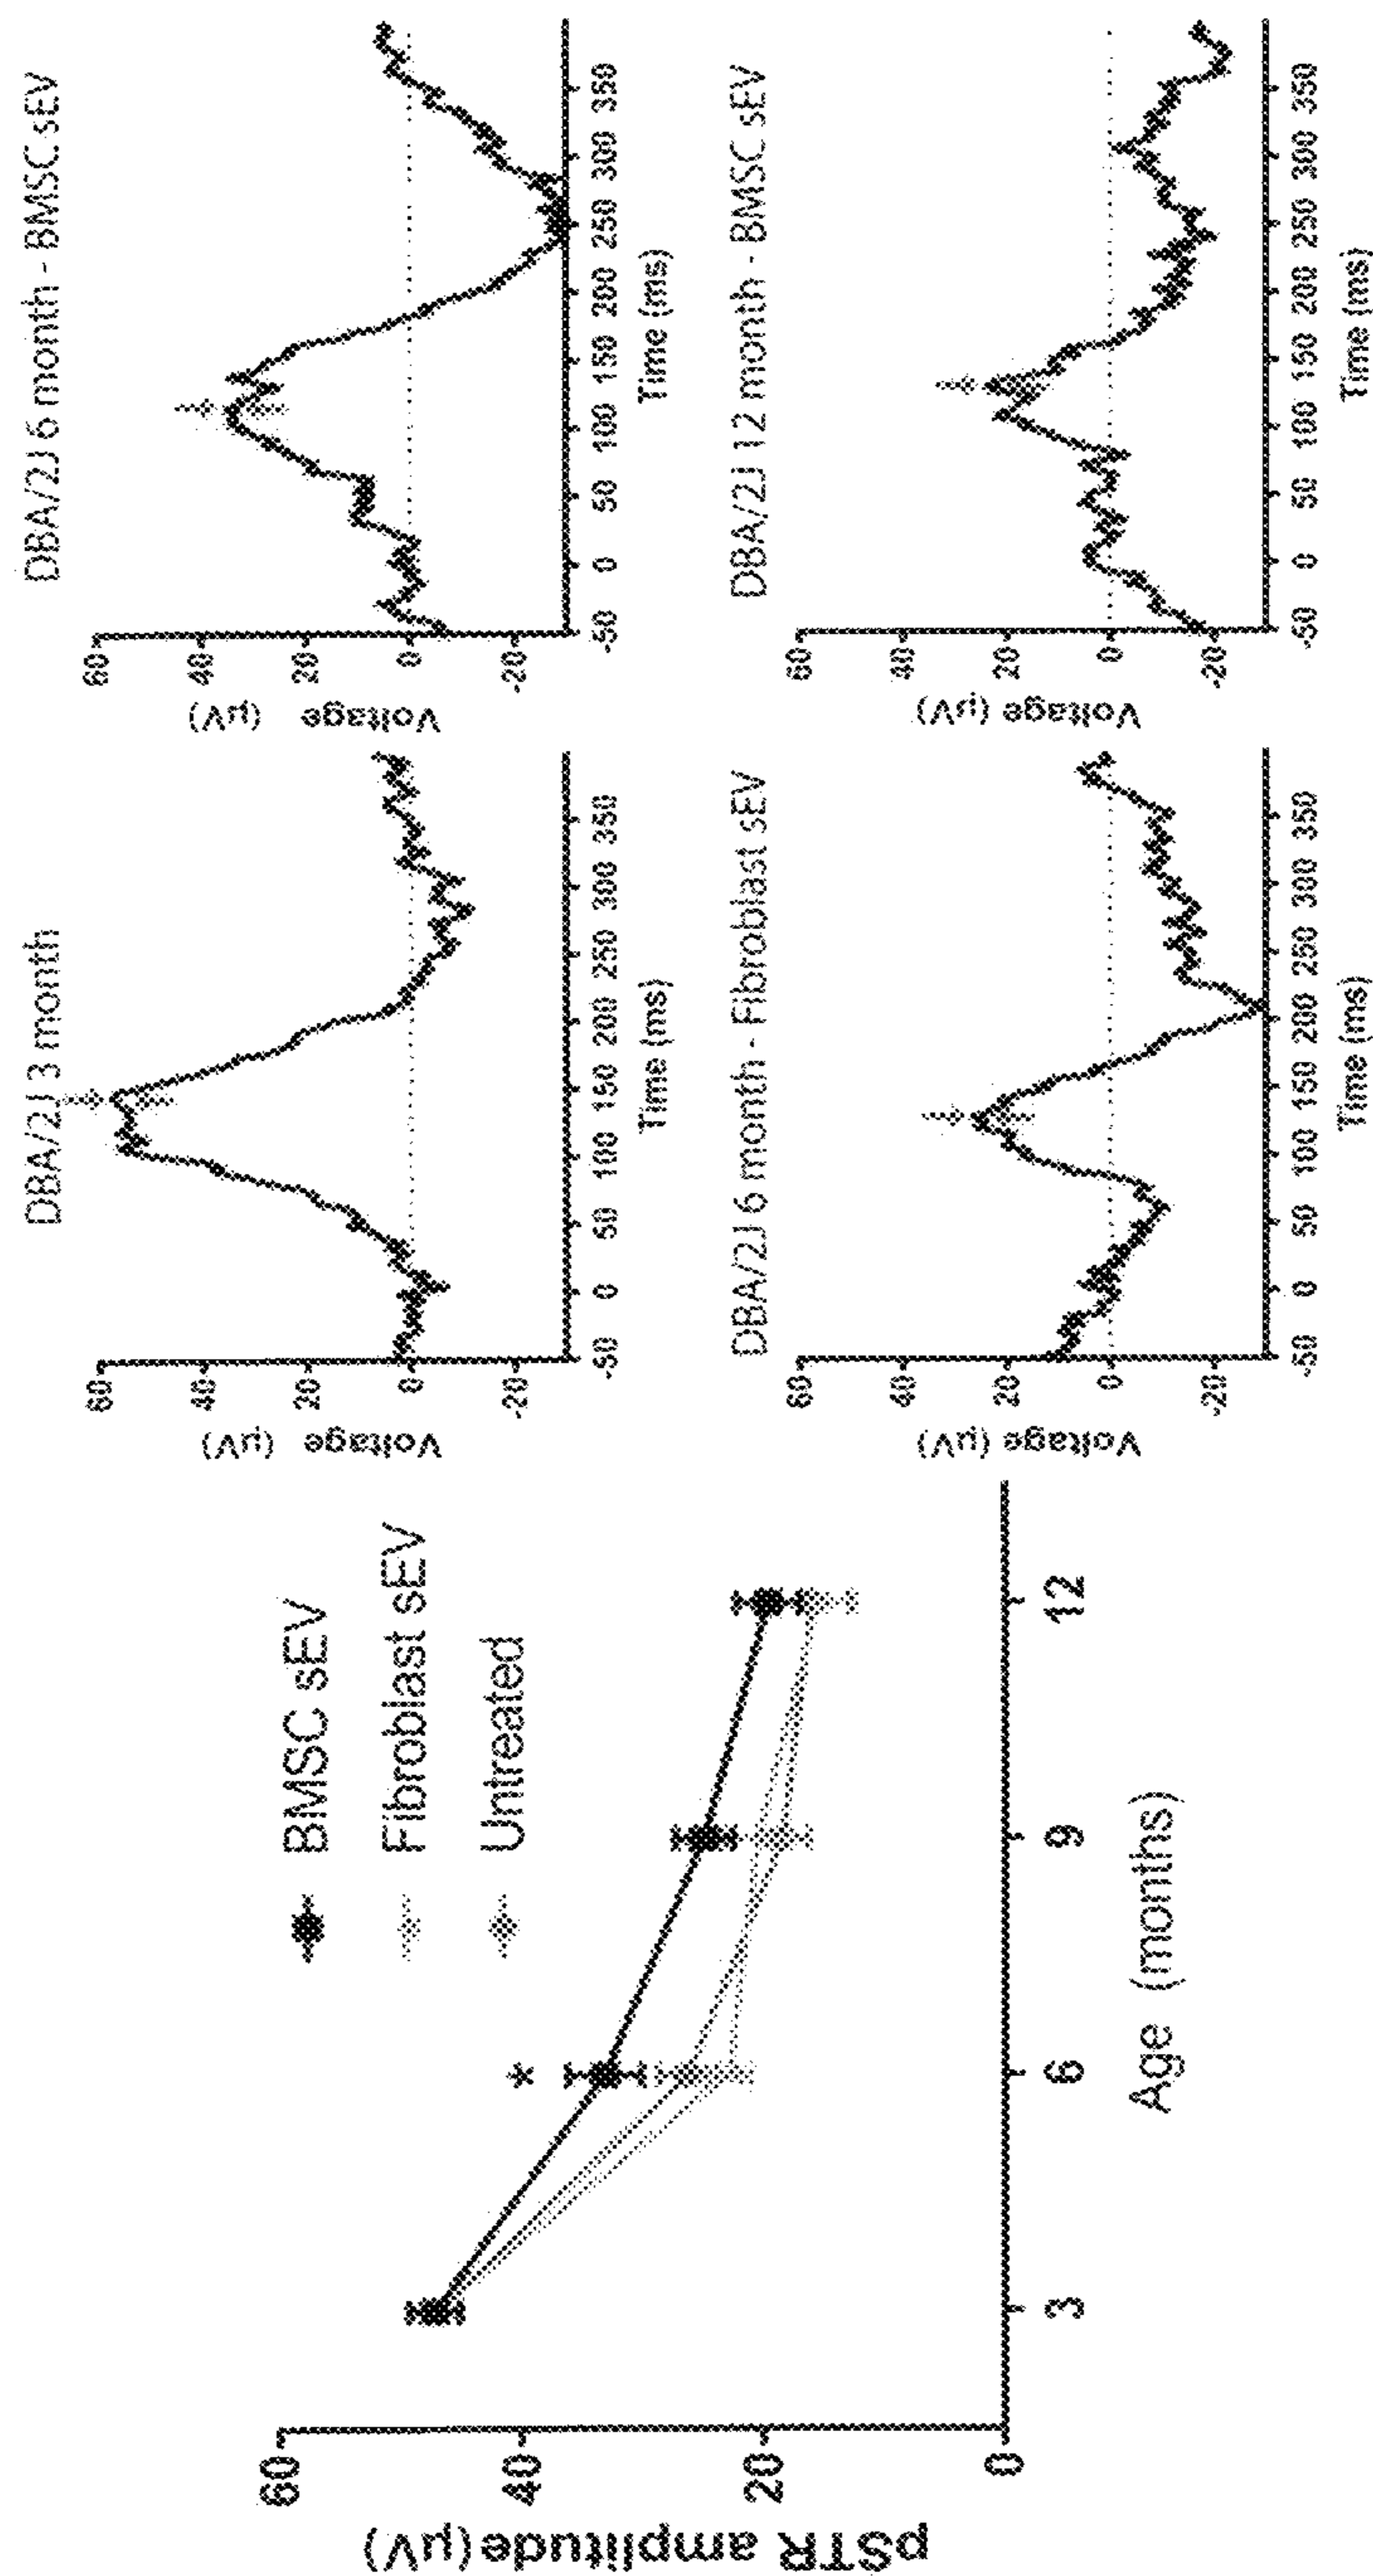 pSTR amplitude (μV)
60
40
20
0
3
6
9
12
Age (months)
*
BMSC sEV
Fibroblast sEV
Untreated
DBA/2J 3 month
Voltage (μV)
60
40
20
0
-20
-50 0 50 100 150 200 250 300 350
Time (ms)
DBA/2J 6 month - BMSC sEV
Voltage (μV)
60
40
20
0
-20
-50 0 50 100 150 200 250 300 350
Time (ms)
DBA/2J 6 month - Fibroblast sEV
Voltage (μV)
60
40
20
0
-20
-50 0 50 100 150 200 250 300 350
Time (ms)
DBA/2J 12 month - BMSC sEV
Voltage (μV)
60
40
20
0
-20
-50 0 50 100 150 200 250 300 350
Time (ms)